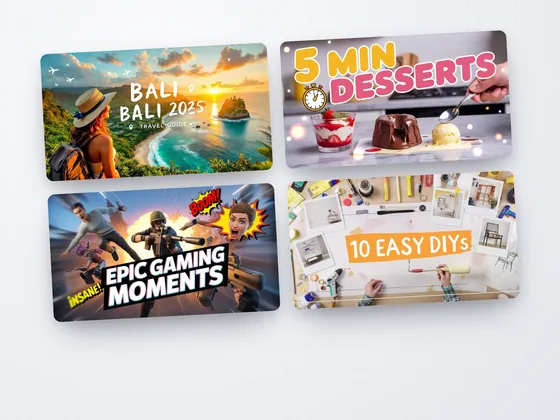 BALI
BALI 2025
TRAVEL GUIDE
5 MIN
DESSERTS
BOOM!
INSANE!
EPIC GAMING
MOMENTS
10 EASY DIYs